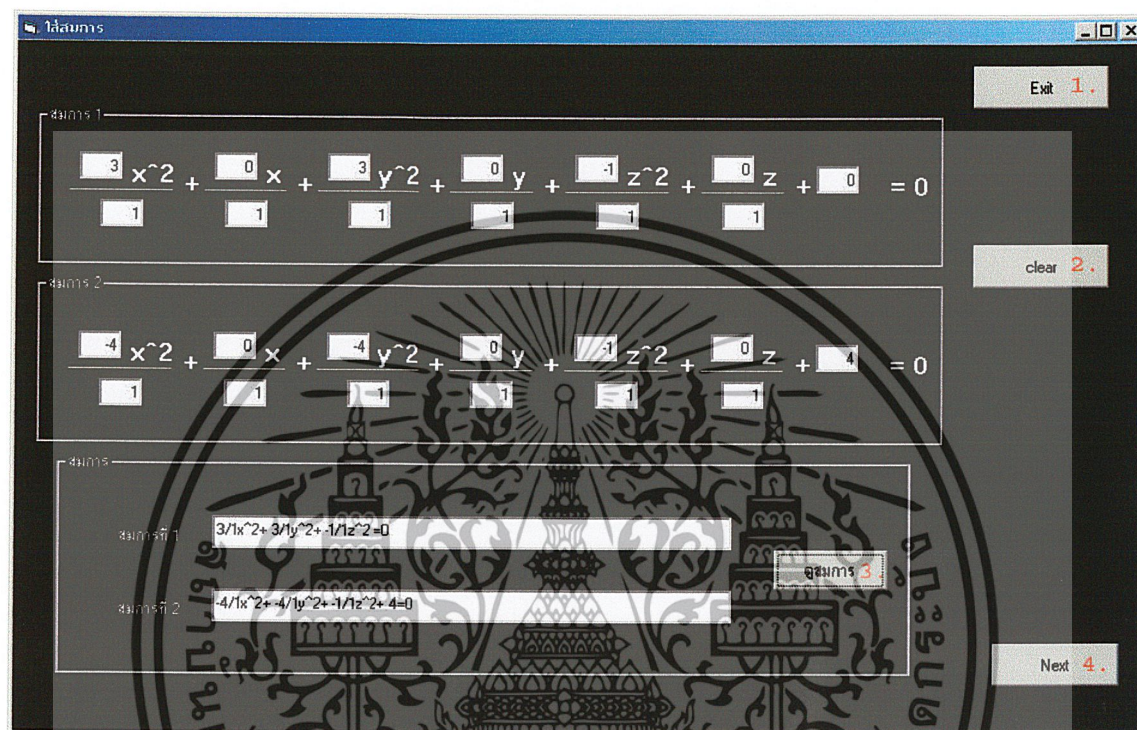 ใส่สมการ
Exit 1.
สมการ 1
3 x^2 + 0 x + 3 y^2 + 0 y + -1 z^2 + 0 z + 0 = 0
1 1 1 1 1 1
clear 2.
สมการ 2
-4 x^2 + 0 x + -4 y^2 + 0 y + -1 z^2 + 0 z + 4 = 0
1 1 1 1 1 1
สมการ
สมการที่ 1 3/1x^2+ 3/1y^2+ -1/1z^2 =0
ดูสมการ 3.
สมการที่ 2 -4/1x^2+ -4/1y^2+ -1/1z^2+ 4=0
Next 4.